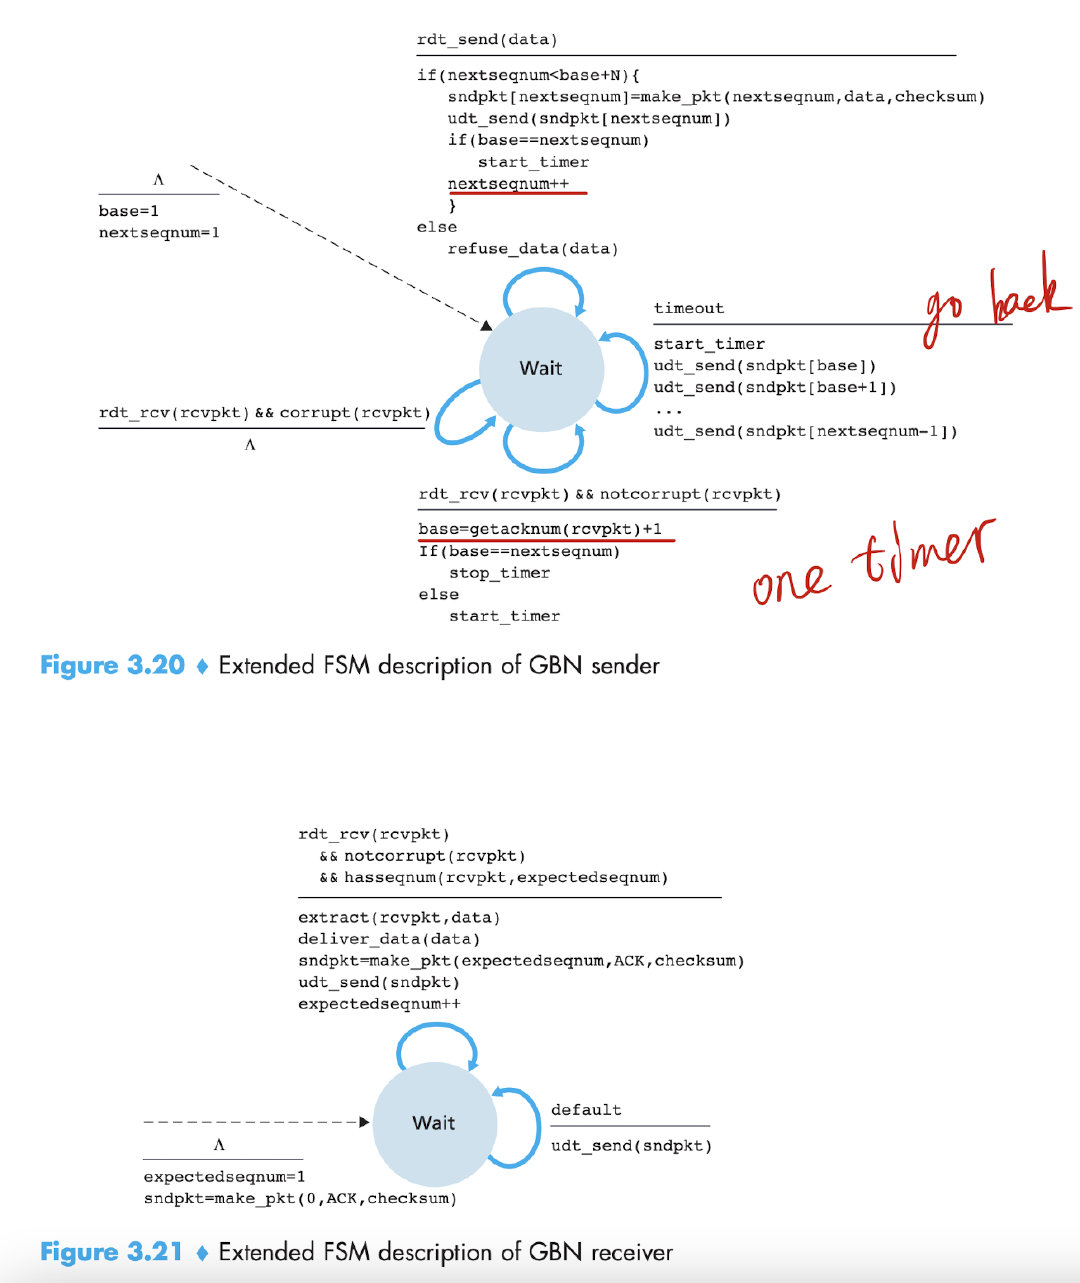 rdt_send(data)
if(nextseqnum<base+N){
sndpkt[nextseqnum]=make_pkt(nextseqnum,data,checksum)
udt_send(sndpkt[nextseqnum])
if(base==nextseqnum)
start_timer
nextseqnum++
}
else
refuse_data(data)
Λ
base=1
nextseqnum=1
go back
timeout
start_timer
udt_send(sndpkt[base])
udt_send(sndpkt[base+1])
...
udt_send(sndpkt[nextseqnum-1])
Wait
rdt_rcv(rcvpkt) && corrupt(rcvpkt)
Λ
rdt_rcv(rcvpkt) && notcorrupt(rcvpkt)
base=getacknum(rcvpkt)+1
If(base==nextseqnum)
stop_timer
else
start_timer
one timer
Figure 3.20 ♦ Extended FSM description of GBN sender
rdt_rcv(rcvpkt)
&& notcorrupt(rcvpkt)
&& hasseqnum(rcvpkt,expectedseqnum)
extract(rcvpkt,data)
deliver_data(data)
sndpkt=make_pkt(expectedseqnum,ACK,checksum)
udt_send(sndpkt)
expectedseqnum++
Wait
default
udt_send(sndpkt)
Λ
expectedseqnum=1
sndpkt=make_pkt(0,ACK,checksum)
Figure 3.21 ♦ Extended FSM description of GBN receiver